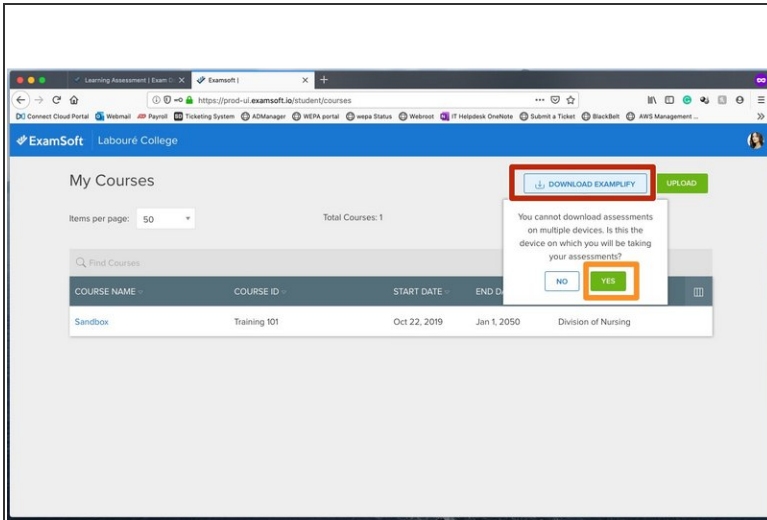 Learning Assessment | Exam
Examsoft |
https://prod-ui.examsoft.io/student/courses
Connect Cloud Portal Webmail Payroll Ticketing System ADManager WEPA portal wepa Status Webroot IT Helpdesk OneNote Submit a Ticket BlackBelt AWS Management ...
ExamSoft Labouré College
My Courses
DOWNLOAD EXAMPLIFY
UPLOAD
Items per page: 50
Total Courses: 1
You cannot download assessments
on multiple devices. Is this the
device on which you will be taking
your assessments?
NO
YES
Find Courses
COURSE NAME COURSE ID START DATE END
Sandbox Training 101 Oct 22, 2019 Jan 1, 2050 Division of Nursing